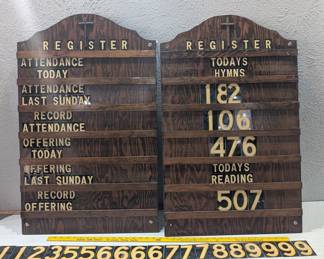 REGISTER
ATTENDANCE
TODAY
ATTENDANCE
LAST SUNDAY
RECORD
ATTENDANCE
OFFERING
TODAY
OFFERING
LAST SUNDAY
RECORD
OFFERING
REGISTER
TODAYS
HYMNS
182
106
476
TODAYS
READING
507
12355666667778889999